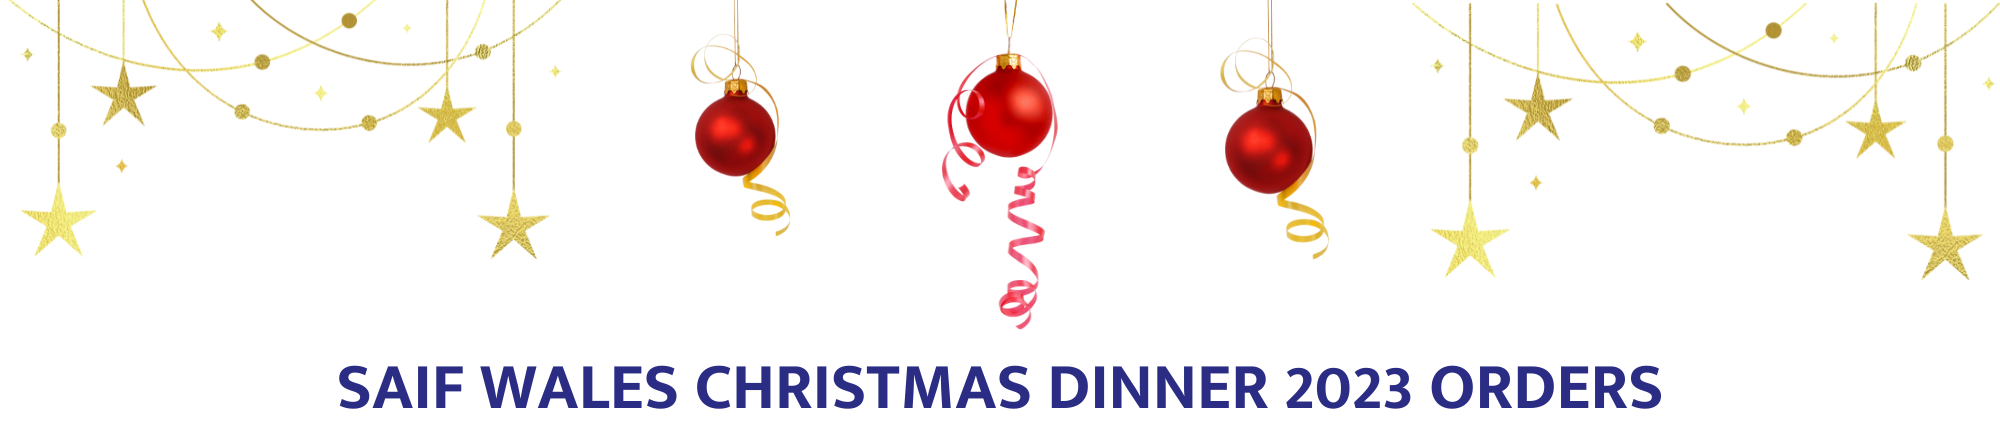 SAIF WALES CHRISTMAS DINNER 2023 ORDERS